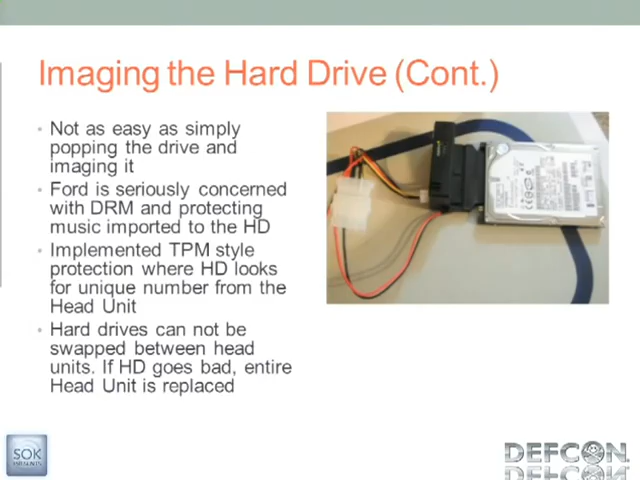 Imaging the Hard Drive (Cont.)
Not as easy as simply
popping the drive and
imaging it
Ford is seriously concerned
with DRM and protecting
music imported to the HD
Implemented TPM style
protection where HD looks
for unique number from the
Head Unit
Hard drives can not be
swapped between head
units. If HD goes bad, entire
Head Unit is replaced
SOK
DEFCON